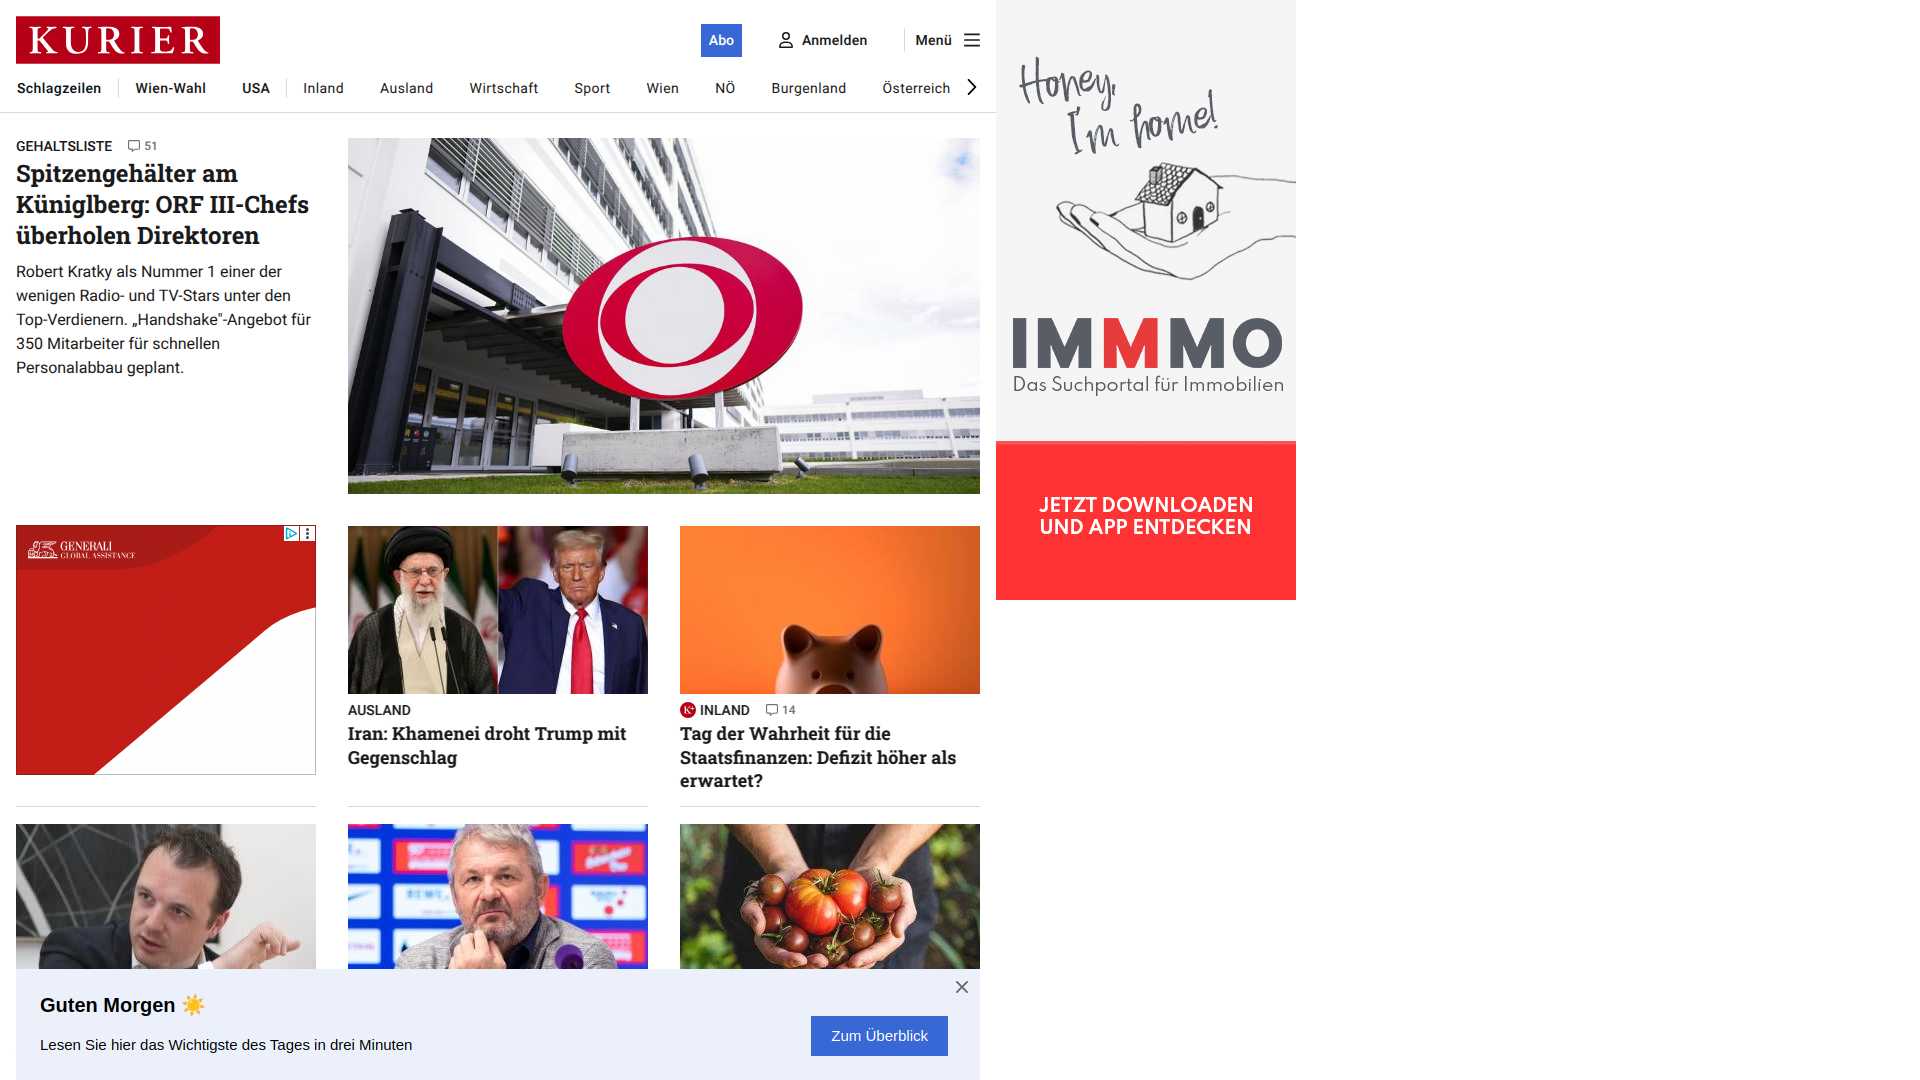 KURIER
Abo
Anmelden
Menü
Schlagzeilen
Wien-Wahl
USA
Inland
Ausland
Wirtschaft
Sport
Wien
NÖ
Burgenland
Österreich
GEHALTSLISTE 51
Spitzengehälter am
Küniglberg: ORF III-Chefs
überholen Direktoren
Robert Kratky als Nummer 1 einer der
wenigen Radio- und TV-Stars unter den
Top-Verdienern. „Handshake"-Angebot für
350 Mitarbeiter für schnellen
Personalabbau geplant.
GENERALI
GLOBAL ASSISTANCE
AUSLAND
Iran: Khamenei droht Trump mit
Gegenschlag
K+ INLAND 14
Tag der Wahrheit für die
Staatsfinanzen: Defizit höher als
erwartet?
Guten Morgen ☀️
Lesen Sie hier das Wichtigste des Tages in drei Minuten
Zum Überblick
Honey,
I'm home!
IMMMO
Das Suchportal für Immobilien
JETZT DOWNLOADEN
UND APP ENTDECKEN